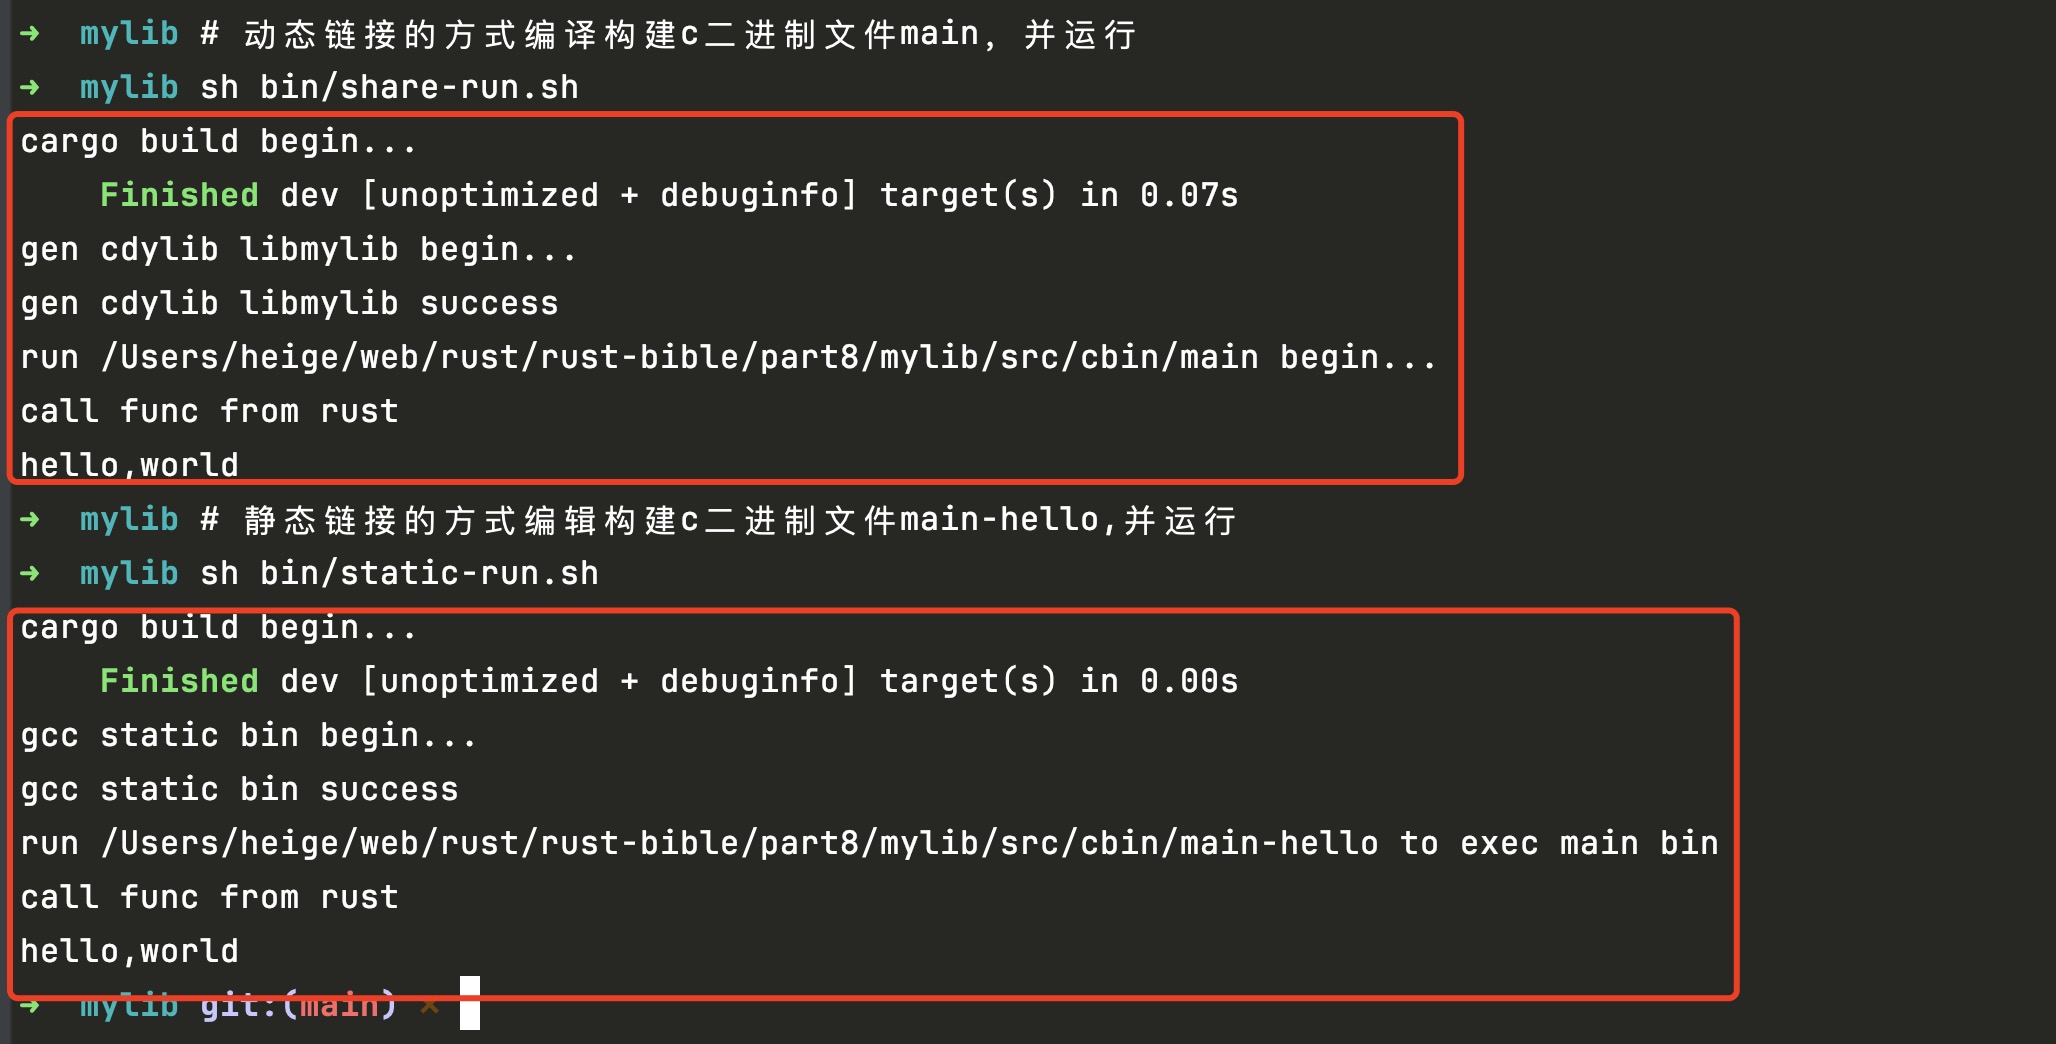 ➜ mylib # 动态链接的方式编译构建c二进制文件main, 并运行
➜ mylib sh bin/share-run.sh
cargo build begin...
Finished dev [unoptimized + debuginfo] target(s) in 0.07s
gen cdylib libmylib begin...
gen cdylib libmylib success
run /Users/heige/web/rust/rust-bible/part8/mylib/src/cbin/main begin...
call func from rust
hello,world
➜ mylib # 静态链接的方式编辑构建c二进制文件main-hello,并运行
➜ mylib sh bin/static-run.sh
cargo build begin...
Finished dev [unoptimized + debuginfo] target(s) in 0.00s
gcc static bin begin...
gcc static bin success
run /Users/heige/web/rust/rust-bible/part8/mylib/src/cbin/main-hello to exec main bin
call func from rust
hello,world
➜ mylib git:(main) ✗